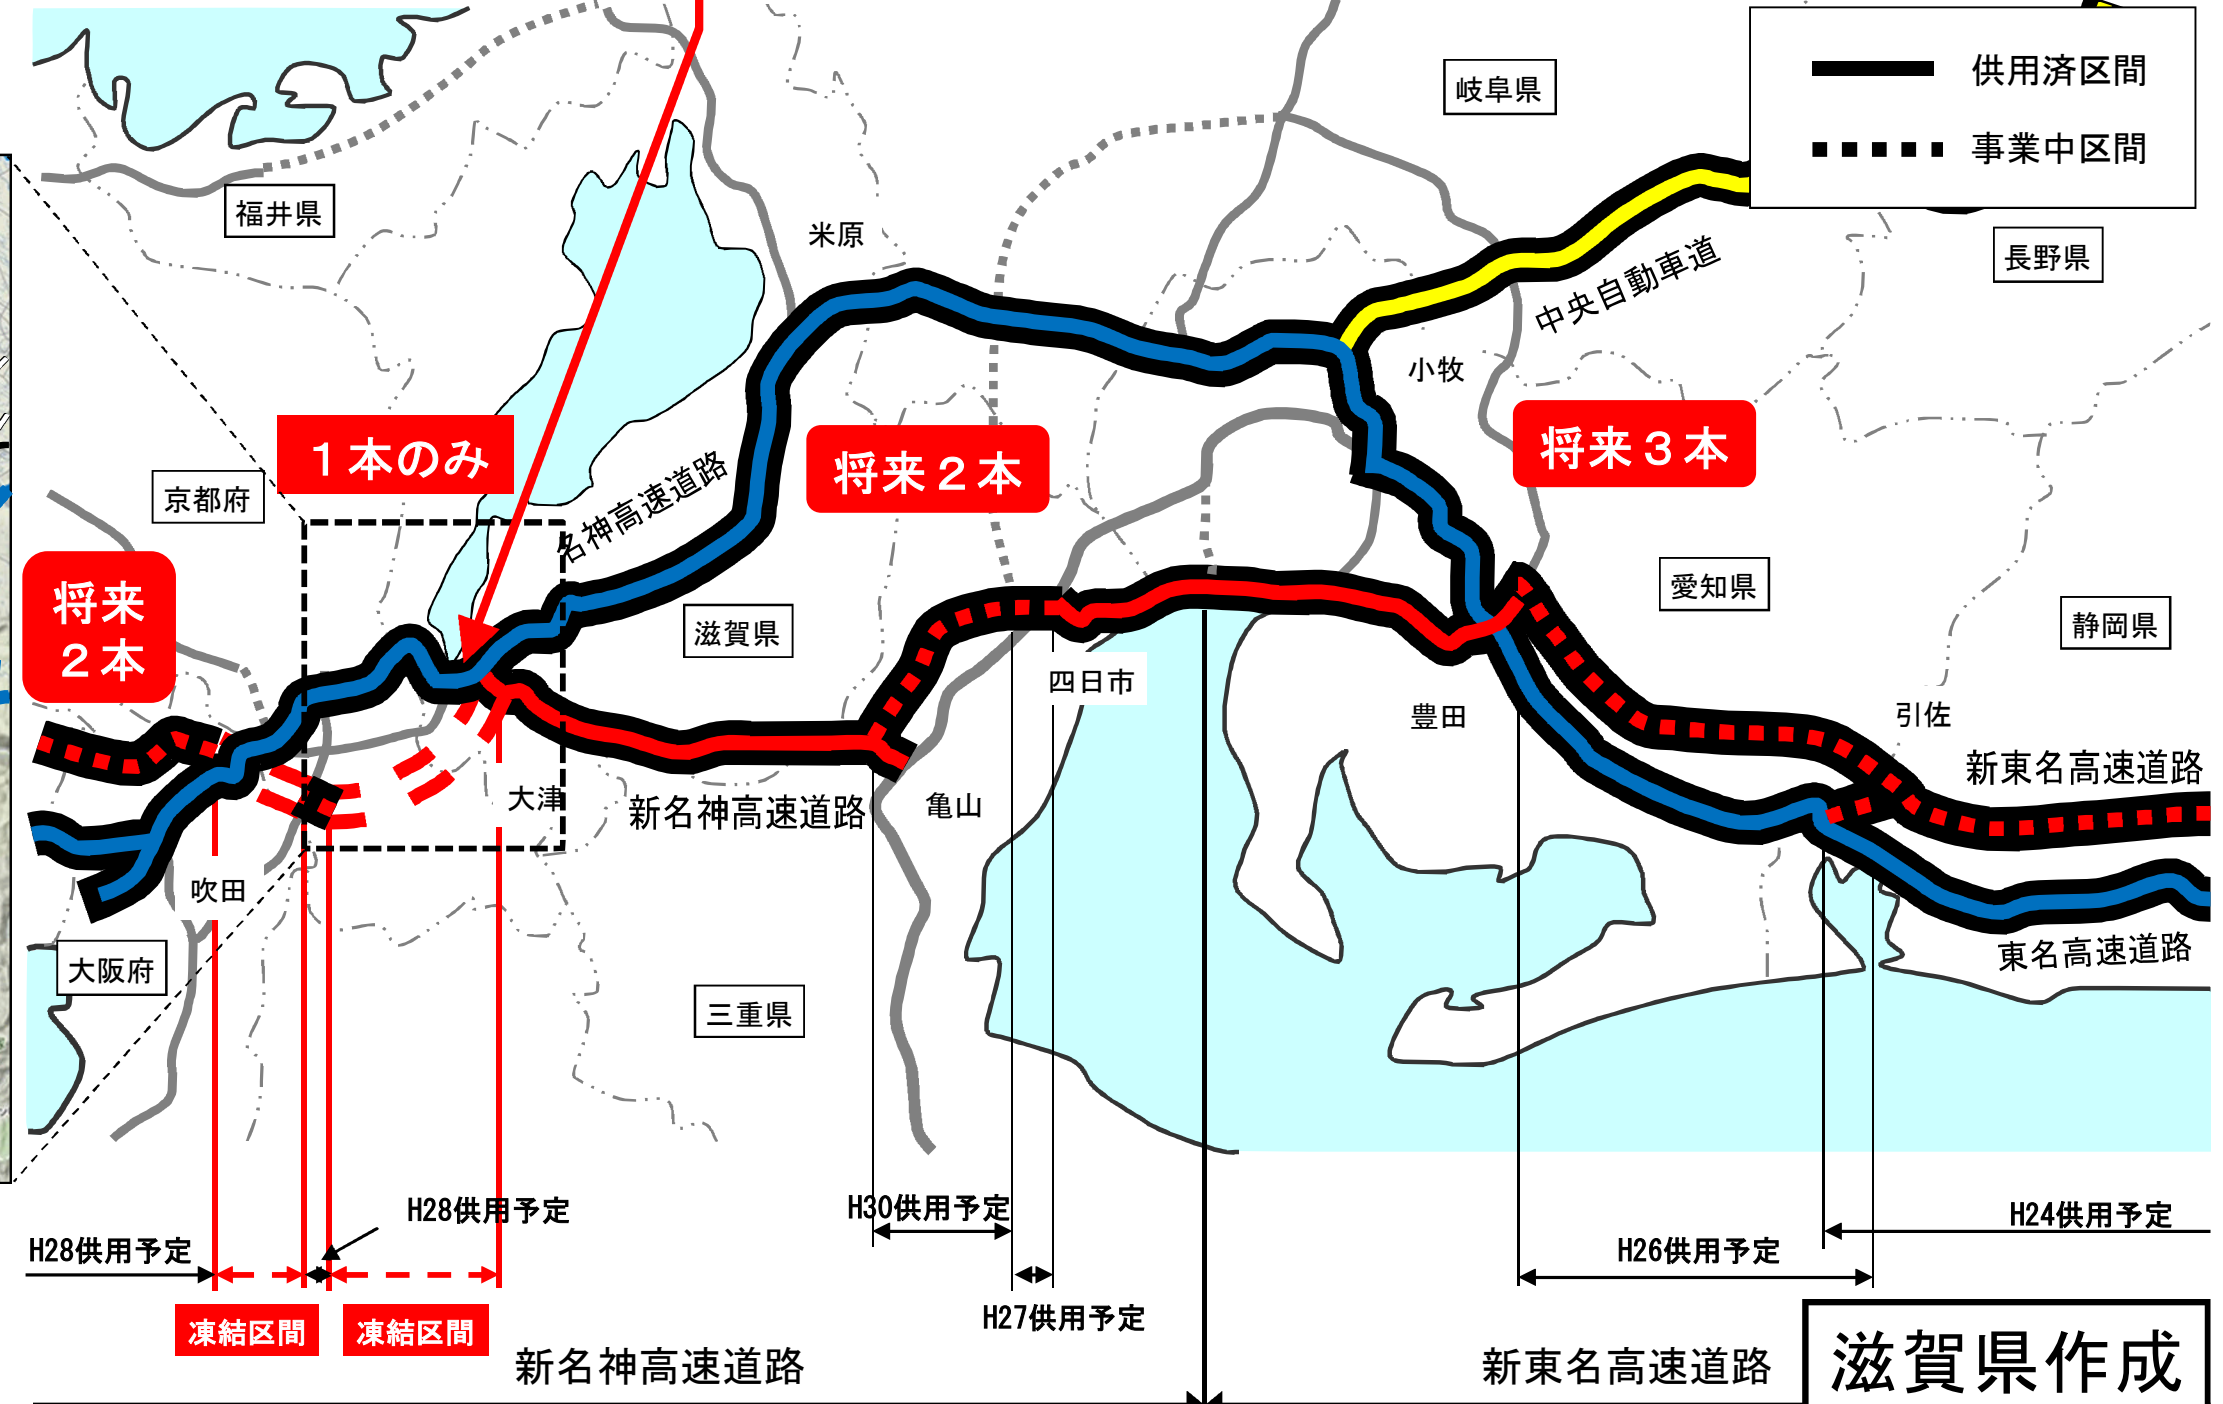 供用済区間
事業中区間
岐阜県
福井県
米原
長野県
中央自動車道
小牧
１本のみ
将来２本
将来３本
京都府
名神高速道路
将来
２本
滋賀県
愛知県
静岡県
四日市
豊田
引佐
新東名高速道路
大津
新名神高速道路
亀山
吹田
大阪府
東名高速道路
三重県
H28供用予定
H30供用予定
H24供用予定
H28供用予定
H26供用予定
H27供用予定
凍結区間
凍結区間
新名神高速道路
新東名高速道路
滋賀県作成